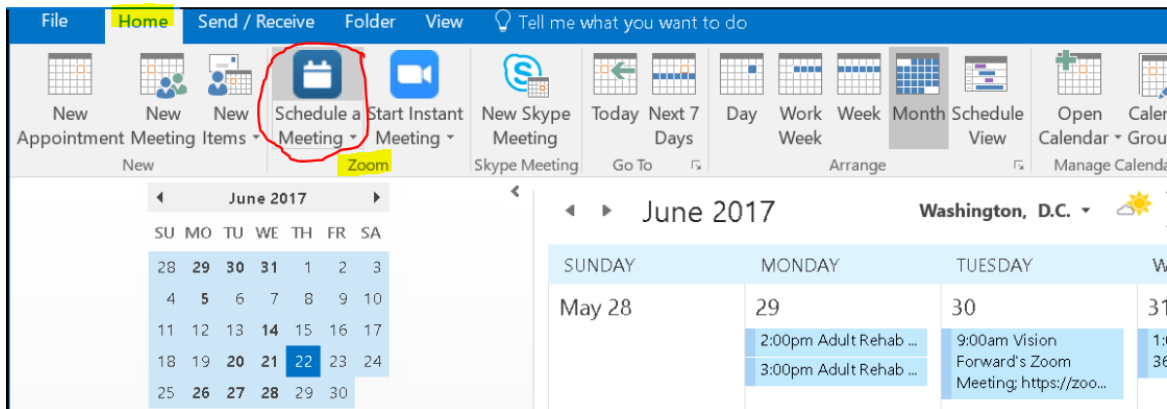 File Home Send / Receive Folder View Tell me what you want to do
New New New Schedule a Start Instant New Skype Today Next 7 Day Work Week Month Schedule Open
Appointment Meeting Items Meeting Meeting Meeting Days Week View Calendar
New Zoom Skype Meeting Go To Arrange Manage
June 2017
SU MO TU WE TH FR SA
28 29 30 31 1 2 3
4 5 6 7 8 9 10
11 12 13 14 15 16 17
18 19 20 21 22 23 24
25 26 27 28 29 30
June 2017 Washington, D.C.
SUNDAY MONDAY TUESDAY W
May 28 29 30 31
2:00pm Adult Rehab ...
3:00pm Adult Rehab ...
9:00am Vision
Forward's Zoom
Meeting; https://zoo...